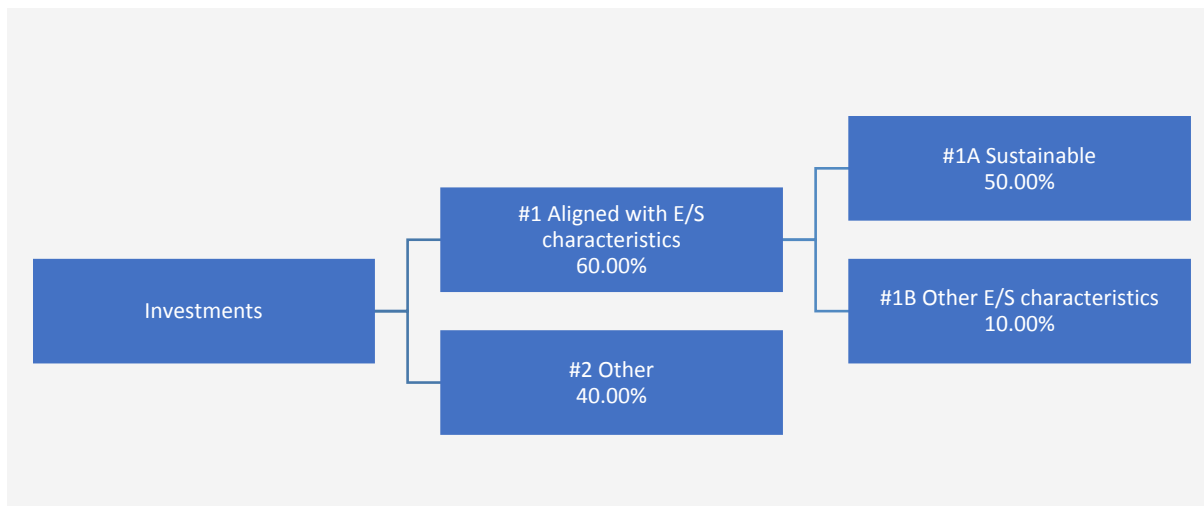 Investments
#1 Aligned with E/S
characteristics
60.00%
#2 Other
40.00%
#1A Sustainable
50.00%
#1B Other E/S characteristics
10.00%